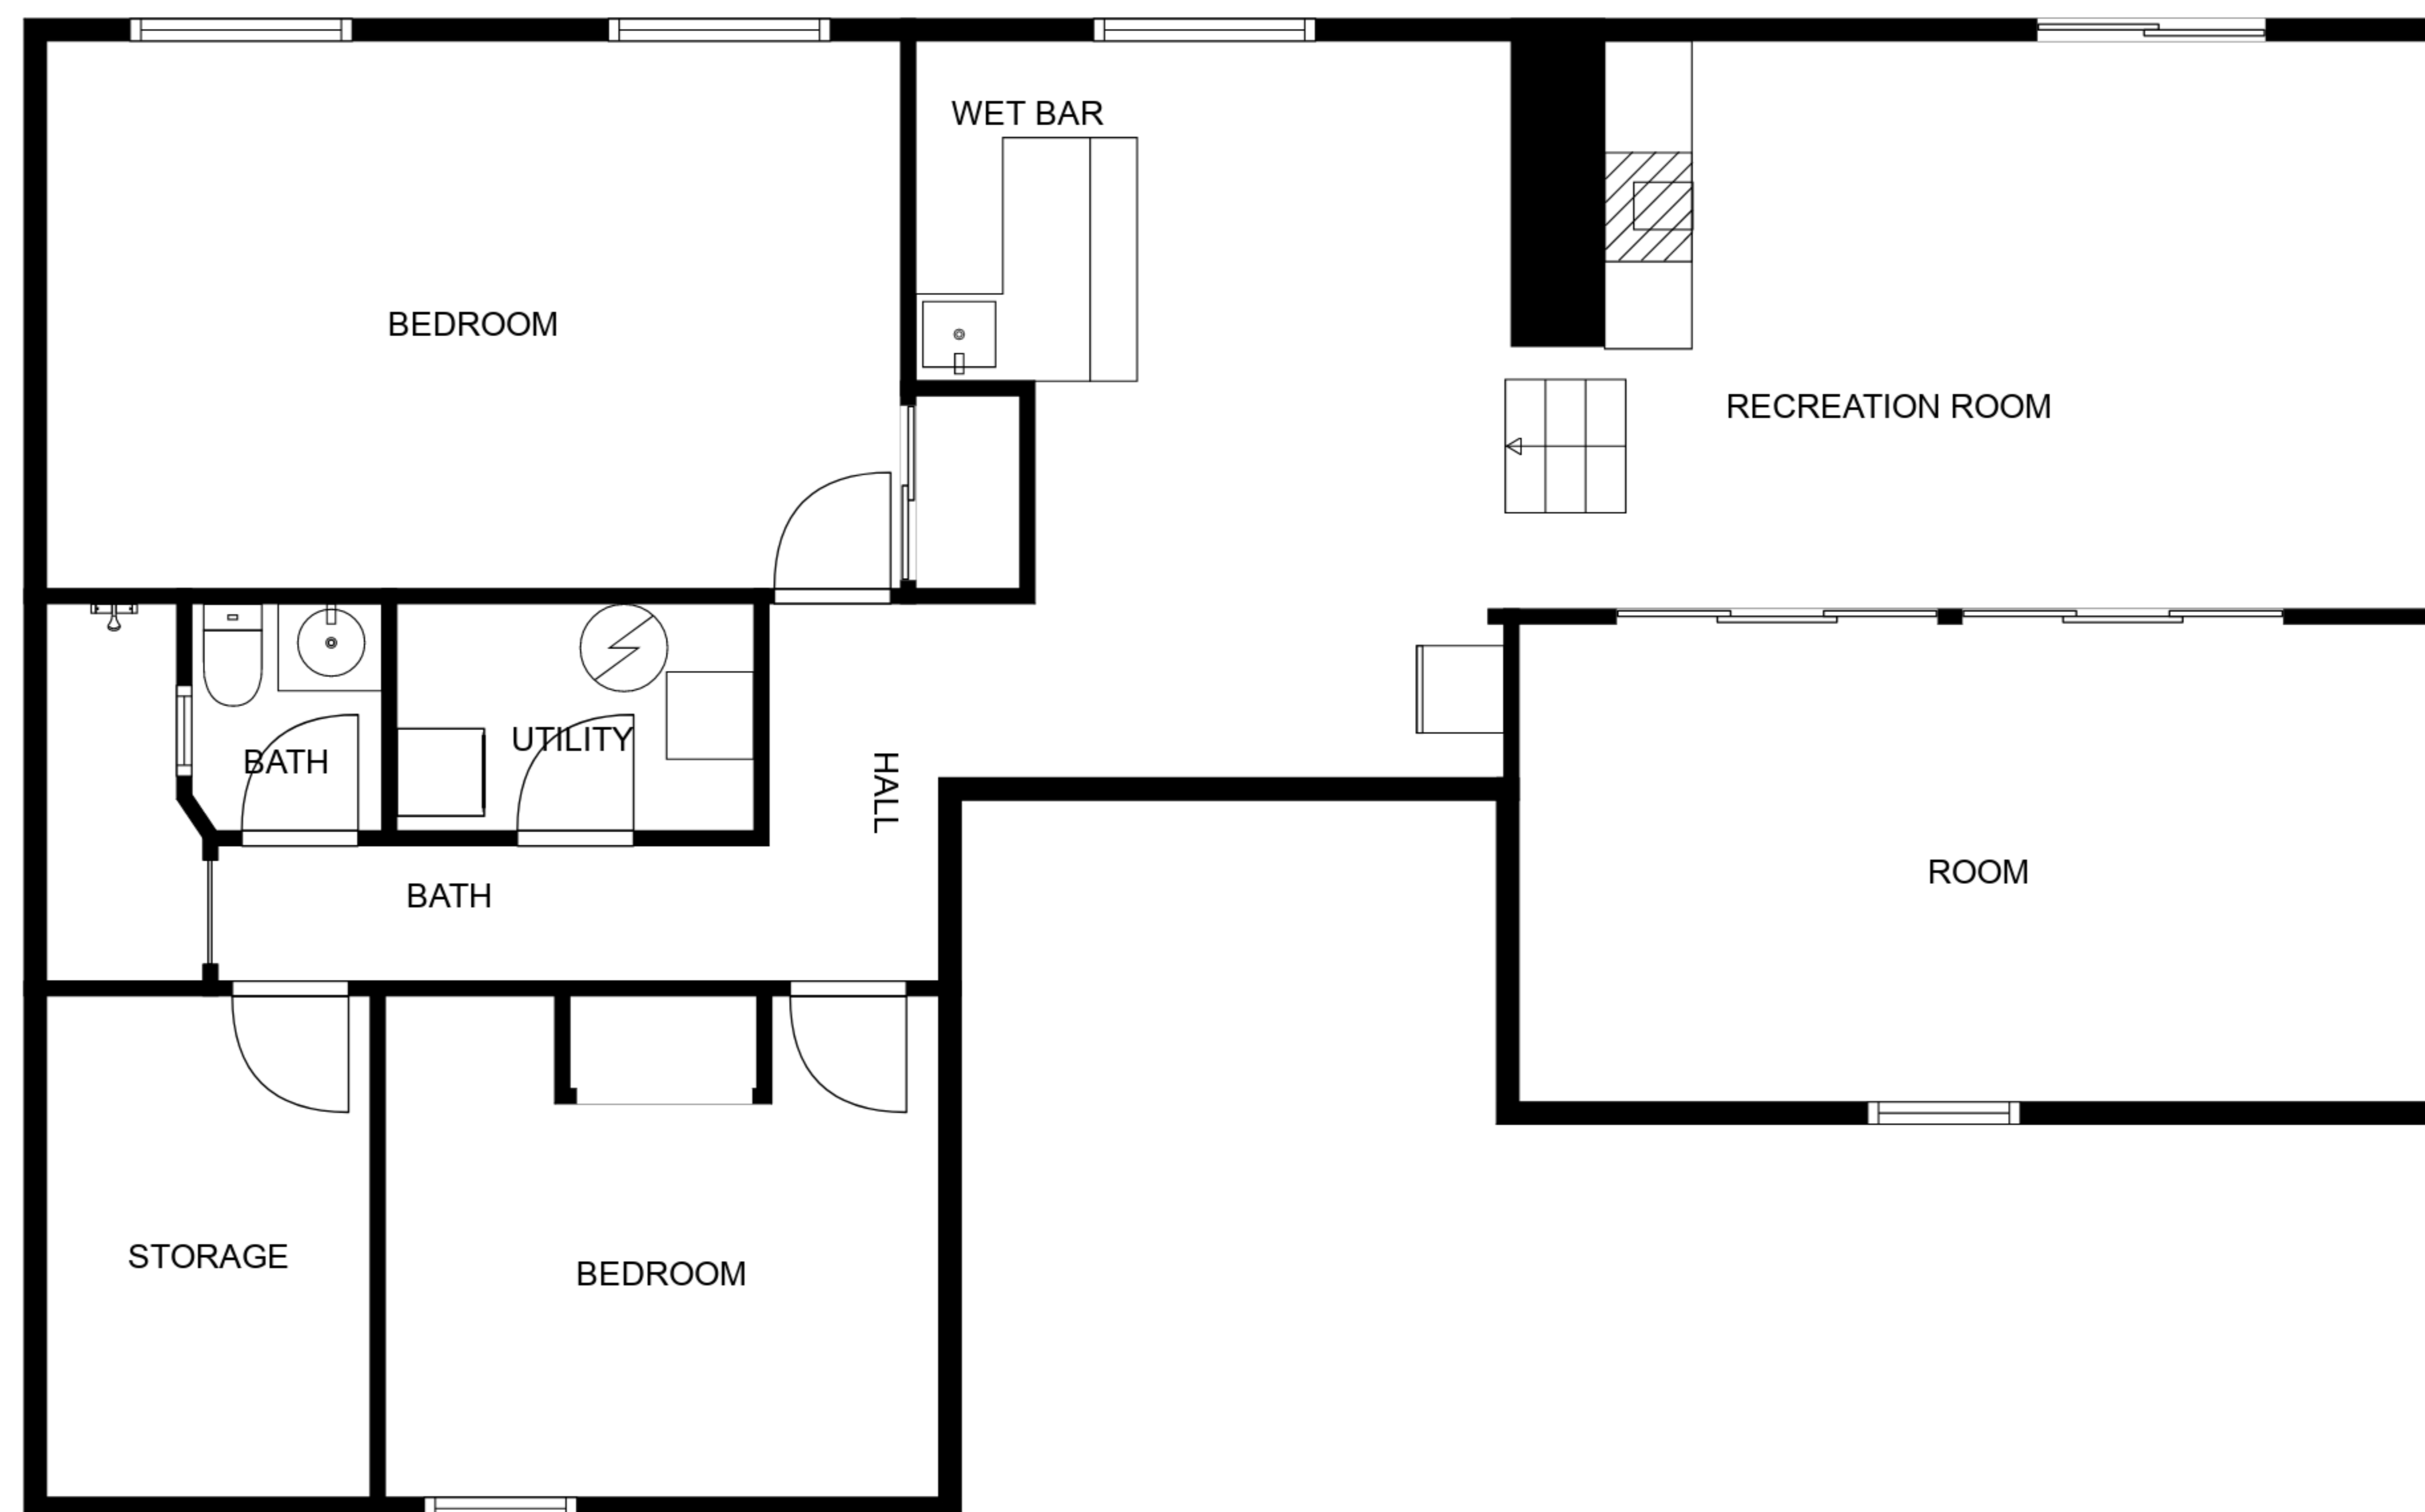 WET BAR
BEDROOM
RECREATION ROOM
UTILITY
BATH
HALL
ROOM
BATH
STORAGE
BEDROOM